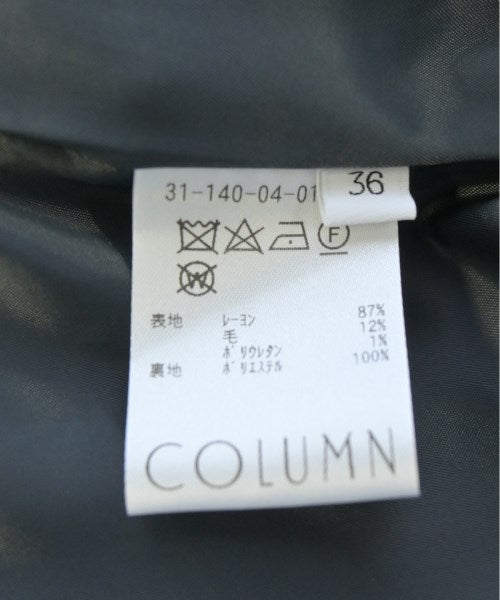 31-140-04-01
36
F
W
表地 ﾚｰﾖﾝ 87%
毛 12%
ﾎﾟﾘｳﾚﾀﾝ 1%
裏地 ﾎﾟﾘｴｽﾃﾙ 100%
COLUMN